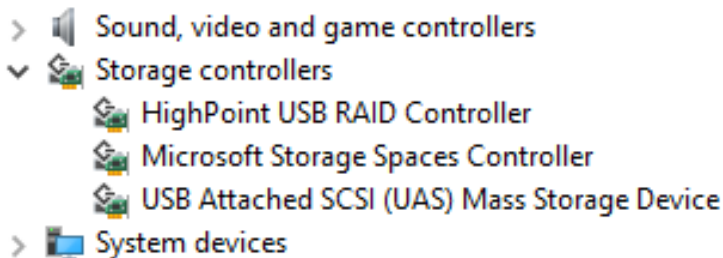 Sound, video and game controllers
Storage controllers
HighPoint USB RAID Controller
Microsoft Storage Spaces Controller
USB Attached SCSI (UAS) Mass Storage Device
System devices